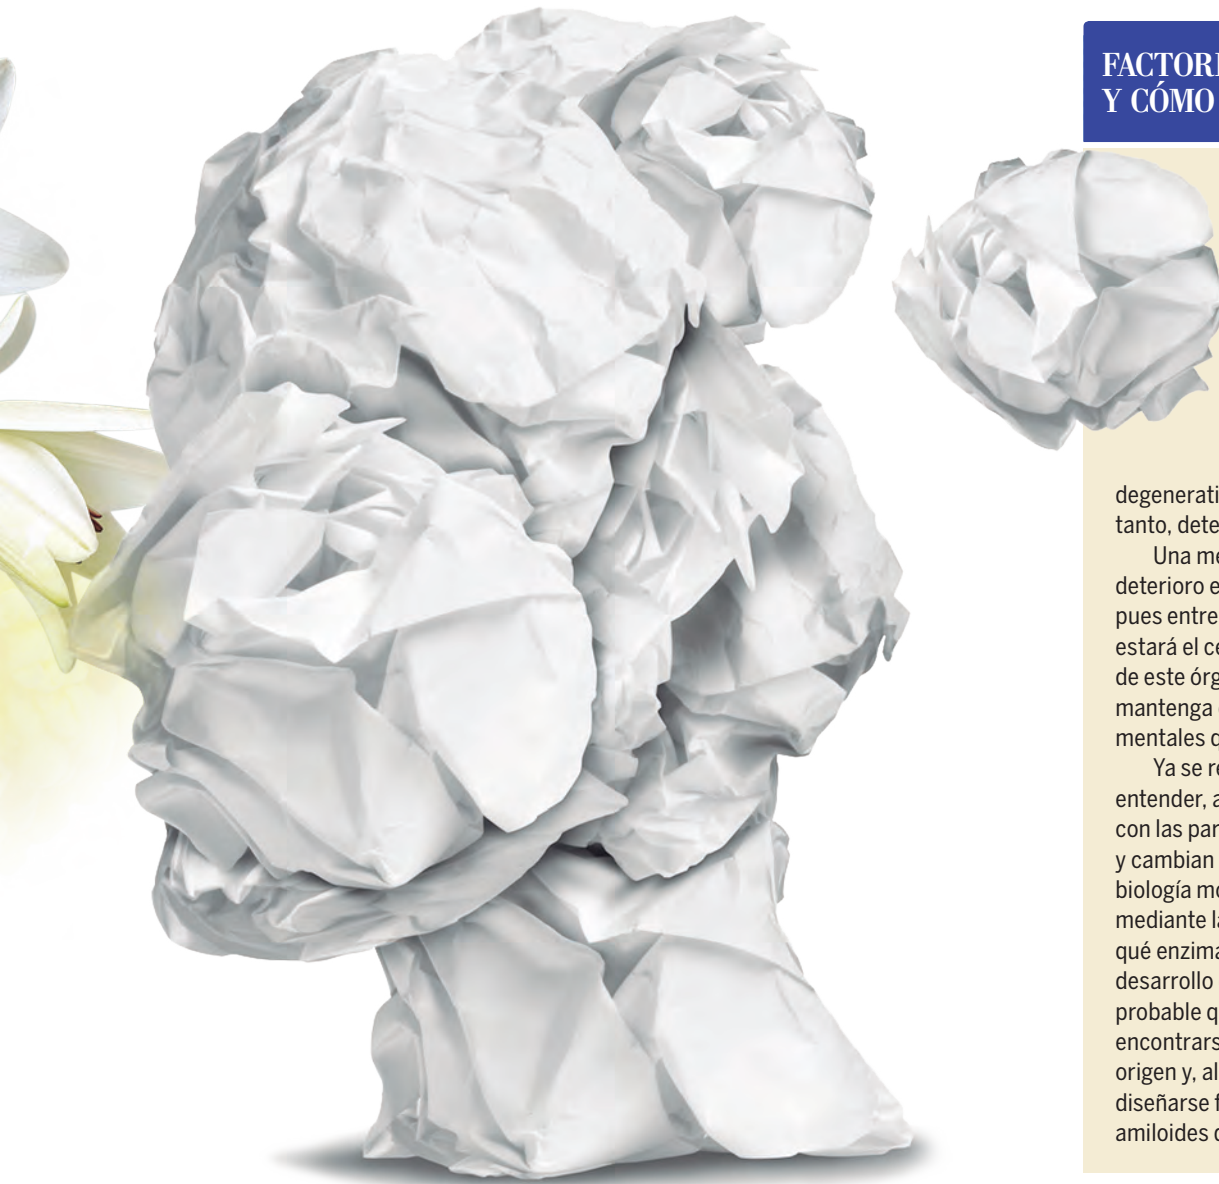 FACTORE
Y CÓMO
degenerati
tanto, dete
Una me
deterioro e
pues entre
estará el ce
de este órg
mantenga
mentales d
Ya se re
entender, a
con las par
y cambian
biología mo
mediante la
qué enzima
desarrollo
probable q
encontrars
origen y, al
diseñarse f
amiloides d